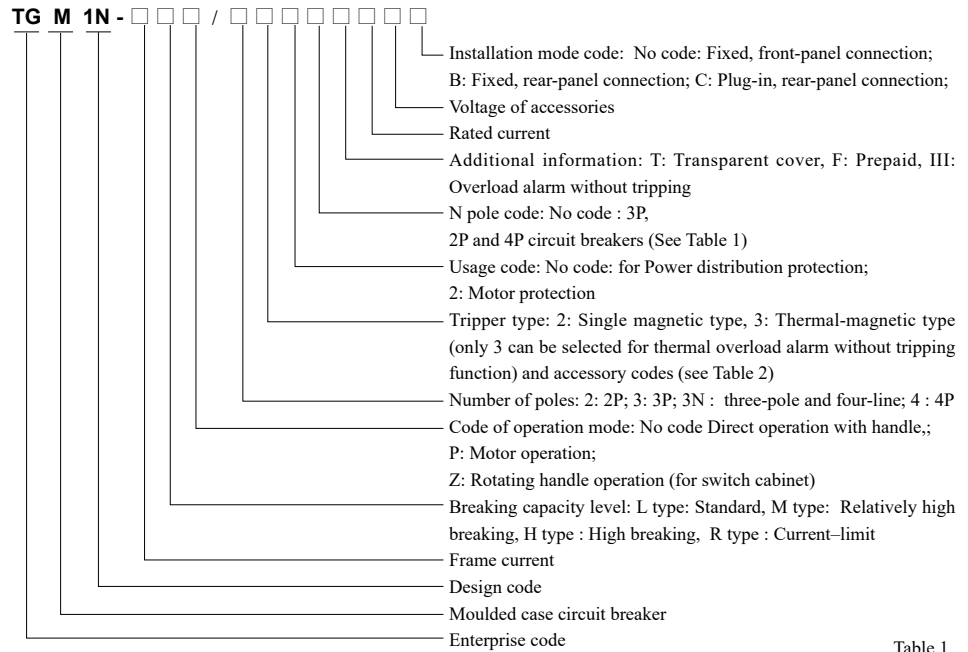 TG M 1N - □ □ □ / □ □ □ □ □ □ □ □
Installation mode code: No code: Fixed, front-panel connection;
B: Fixed, rear-panel connection; C: Plug-in, rear-panel connection;
Voltage of accessories
Rated current
Additional information: T: Transparent cover, F: Prepaid, III:
Overload alarm without tripping
N pole code: No code : 3P,
2P and 4P circuit breakers (See Table 1)
Usage code: No code: for Power distribution protection;
2: Motor protection
Tripper type: 2: Single magnetic type, 3: Thermal-magnetic type
(only 3 can be selected for thermal overload alarm without tripping
function) and accessory codes (see Table 2)
Number of poles: 2: 2P; 3: 3P; 3N : three-pole and four-line; 4 : 4P
Code of operation mode: No code Direct operation with handle,;
P: Motor operation;
Z: Rotating handle operation (for switch cabinet)
Breaking capacity level: L type: Standard, M type: Relatively high
breaking, H type : High breaking, R type : Current–limit
Frame current
Design code
Moulded case circuit breaker
Enterprise code
Table 1